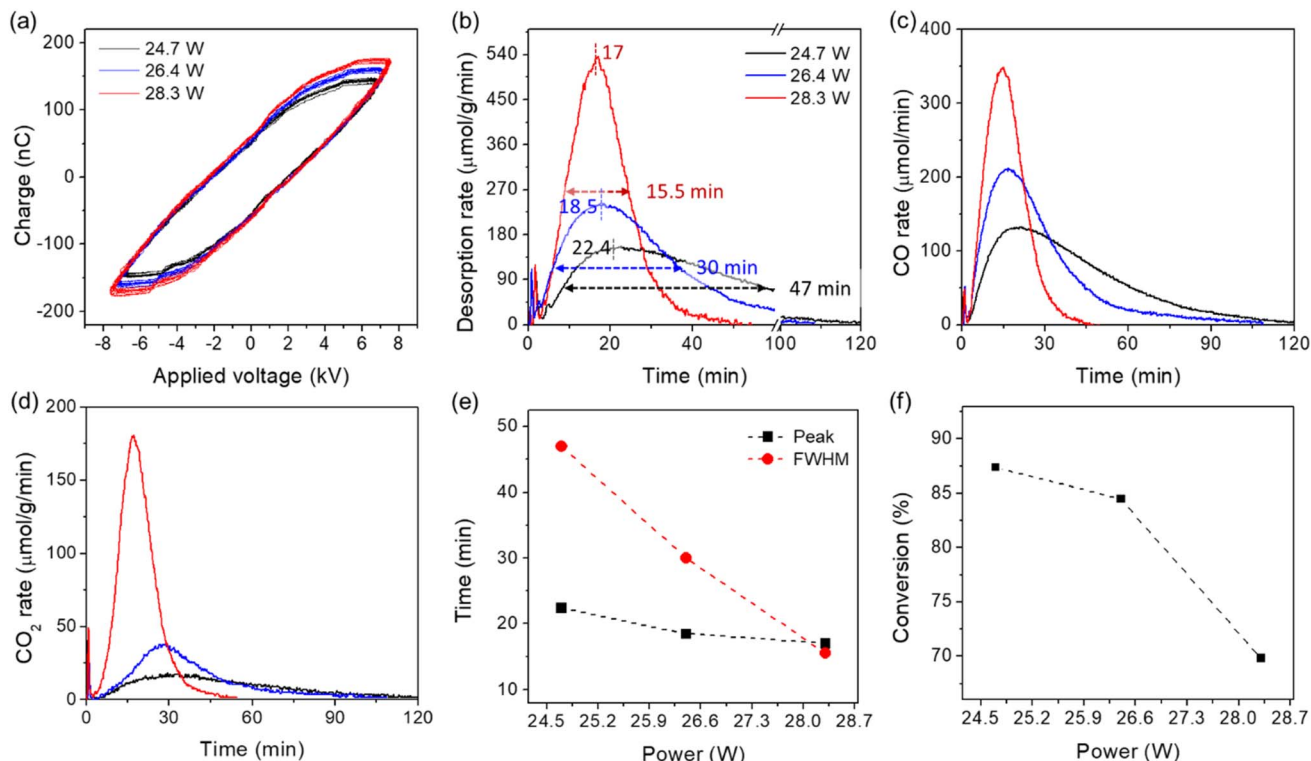 (a)
200
100
0
-100
-200
Charge (nC)
24.7 W
26.4 W
28.3 W
-8 -6 -4 -2 0 2 4 6 8
Applied voltage (kV)
(b)
540
450
360
270
180
90
0
Desorption rate (μmol/g/min)
24.7 W
26.4 W
28.3 W
17
15.5 min
18.5
22.4
30 min
47 min
0 20 40 100 120
Time (min)
(c)
400
300
200
100
0
CO rate (μmol/min)
0 30 60 90 120
Time (min)
(d)
200
150
100
50
0
CO2 rate (μmol/g/min)
0 30 60 90 120
Time (min)
(e)
50
40
30
20
10
Time (min)
Peak
FWHM
24.5 25.2 25.9 26.6 27.3 28.0 28.7
Power (W)
(f)
90
85
80
75
70
Conversion (%)
24.5 25.2 25.9 26.6 27.3 28.0 28.7
Power (W)